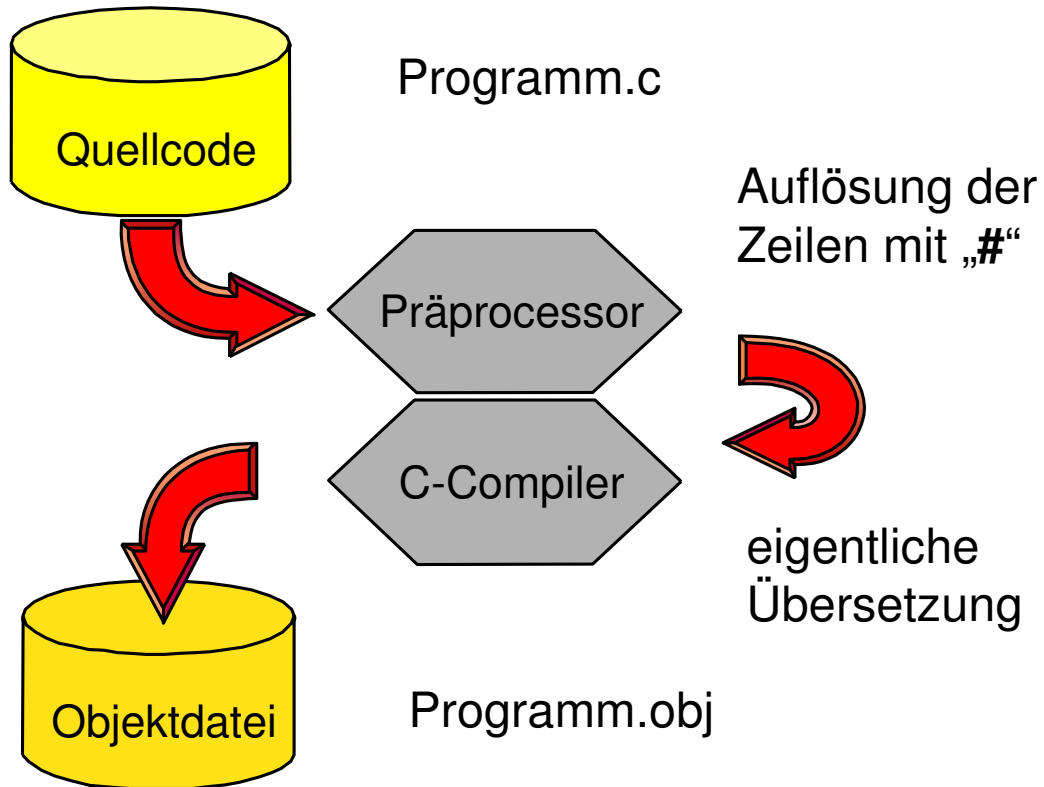 Programm.c
Quellcode
Auflösung der
Zeilen mit „#“
Präprocessor
C-Compiler
eigentliche
Übersetzung
Objektdatei
Programm.obj